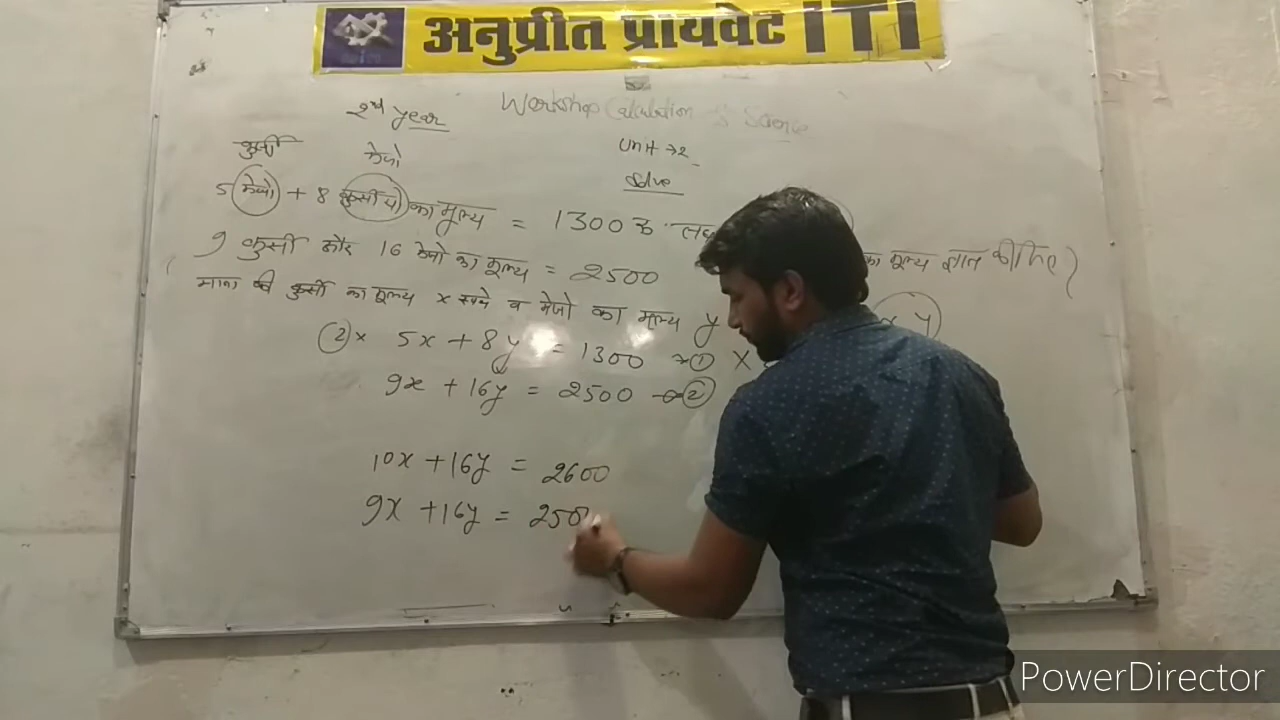 अनुप्रीत प्रायवेट ITI
2nd year
Workshop Calculation & Science
कुर्सी मेजो
Unit → 2
Solve
5 मेजो + 8 कुर्सीयो का मूल्य = 1300 रु
9 कुर्सी और 16 मेजो का मूल्य = 2500 का मूल्य ज्ञात कीजिए)
माना की कुर्सी का मूल्य x रुपये व मेजो का मूल्य y
(2) × 5x + 8y = 1300 → ① ×
9x + 16y = 2500 → ②
10x + 16y = 2600
9x + 16y = 250
PowerDirector